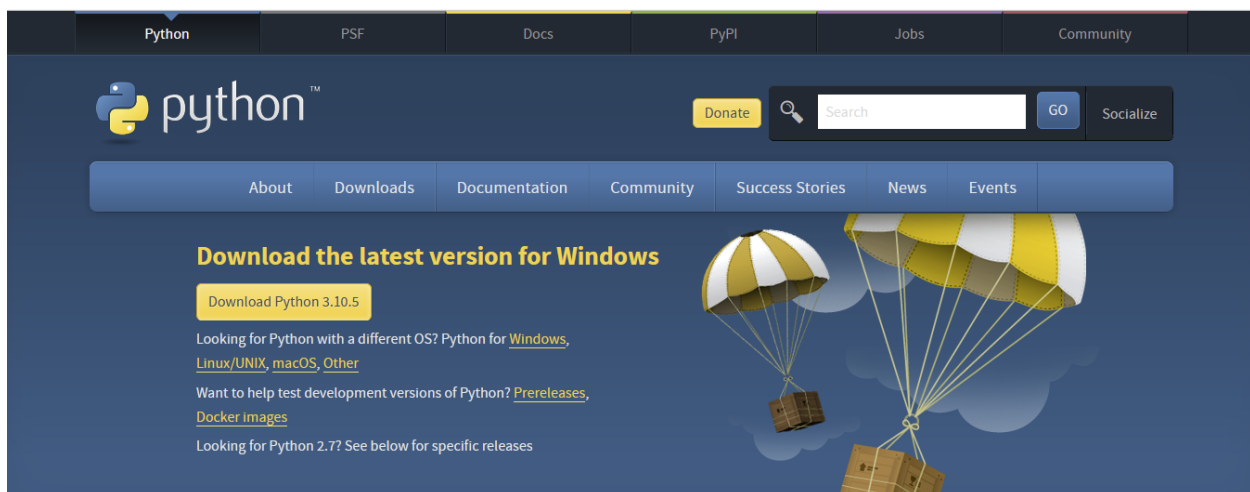 Python PSF Docs PyPI Jobs Community
python™
Donate Search GO Socialize
About Downloads Documentation Community Success Stories News Events
Download the latest version for Windows
Download Python 3.10.5
Looking for Python with a different OS? Python for Windows,
Linux/UNIX, macOS, Other
Want to help test development versions of Python? Prereleases,
Docker images
Looking for Python 2.7? See below for specific releases